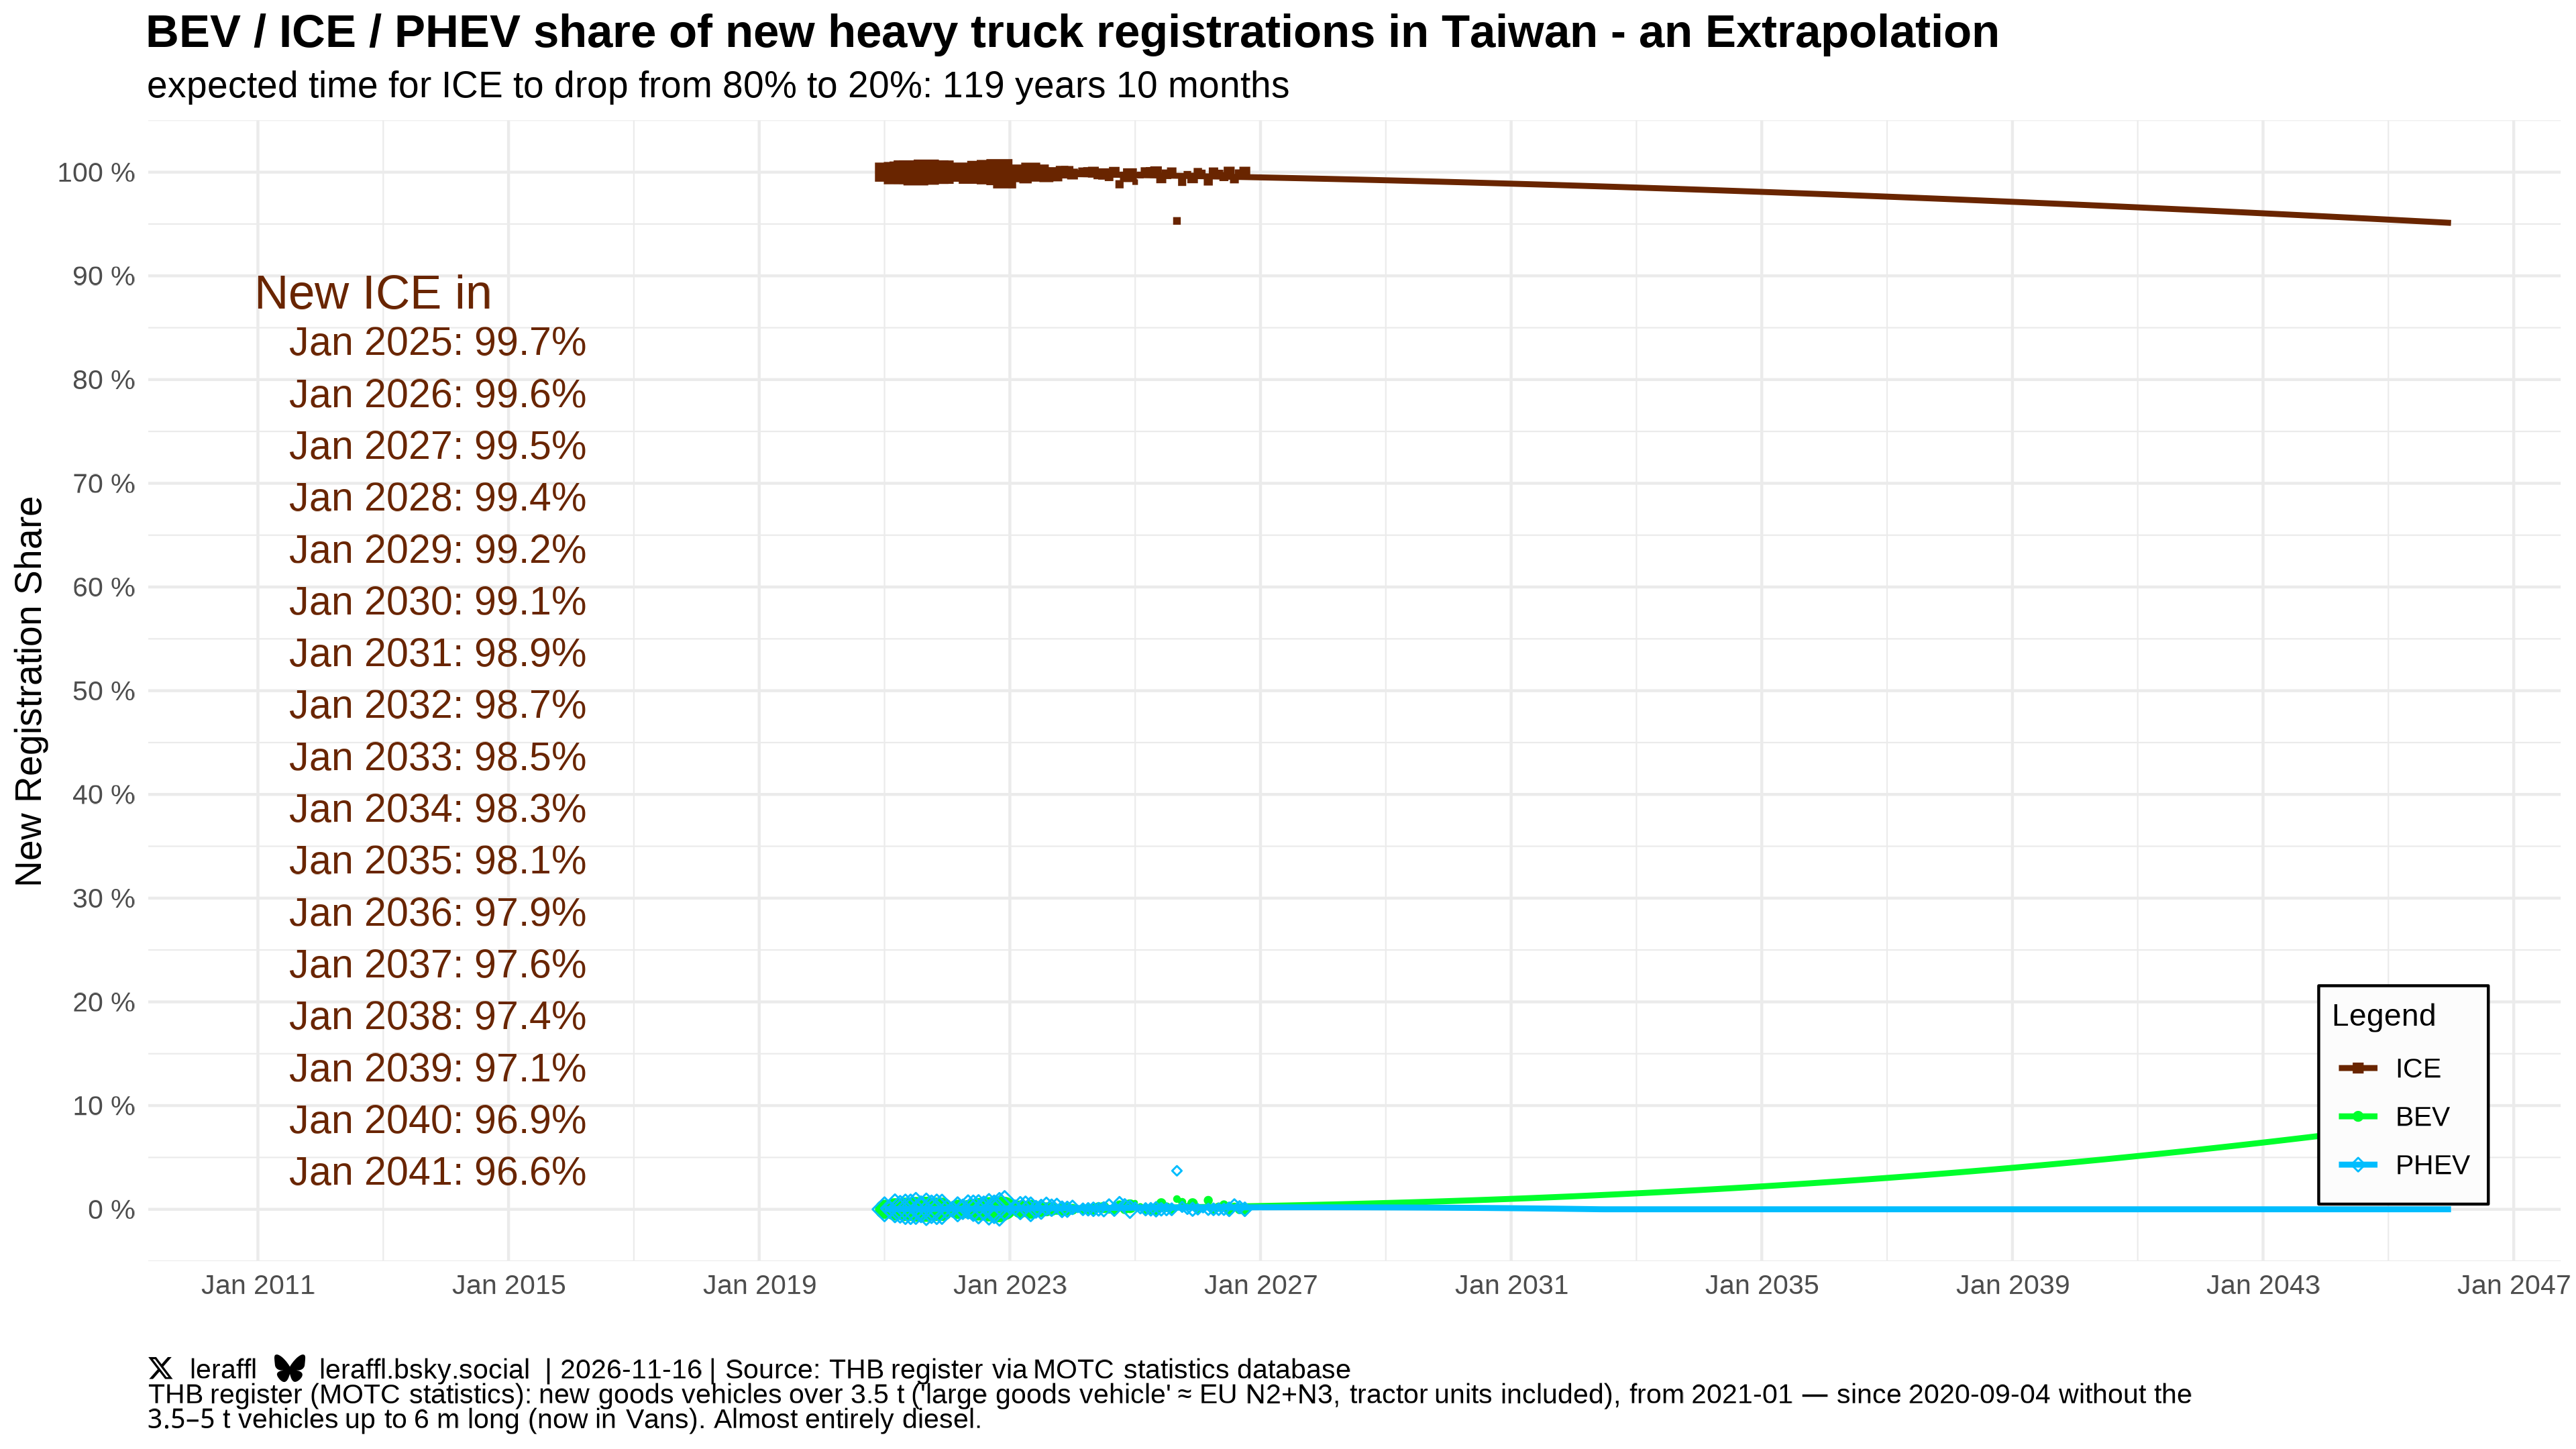 BEV / ICE / PHEV share of new heavy truck registrations in Taiwan - an Extrapolation
expected time for ICE to drop from 80% to 20%: 119 years 10 months
New Registration Share
100 %
90 %
80 %
70 %
60 %
50 %
40 %
30 %
20 %
10 %
0 %
New ICE in
Jan 2025: 99.7%
Jan 2026: 99.6%
Jan 2027: 99.5%
Jan 2028: 99.4%
Jan 2029: 99.2%
Jan 2030: 99.1%
Jan 2031: 98.9%
Jan 2032: 98.7%
Jan 2033: 98.5%
Jan 2034: 98.3%
Jan 2035: 98.1%
Jan 2036: 97.9%
Jan 2037: 97.6%
Jan 2038: 97.4%
Jan 2039: 97.1%
Jan 2040: 96.9%
Jan 2041: 96.6%
Legend
ICE
BEV
PHEV
Jan 2011 Jan 2015 Jan 2019 Jan 2023 Jan 2027 Jan 2031 Jan 2035 Jan 2039 Jan 2043 Jan 2047
leraffl leraffl.bsky.social | 2026-11-16 | Source: THB register via MOTC statistics database
THB register (MOTC statistics): new goods vehicles over 3.5 t ('large goods vehicle' ≈ EU N2+N3, tractor units included), from 2021-01 — since 2020-09-04 without the
3.5–5 t vehicles up to 6 m long (now in Vans). Almost entirely diesel.